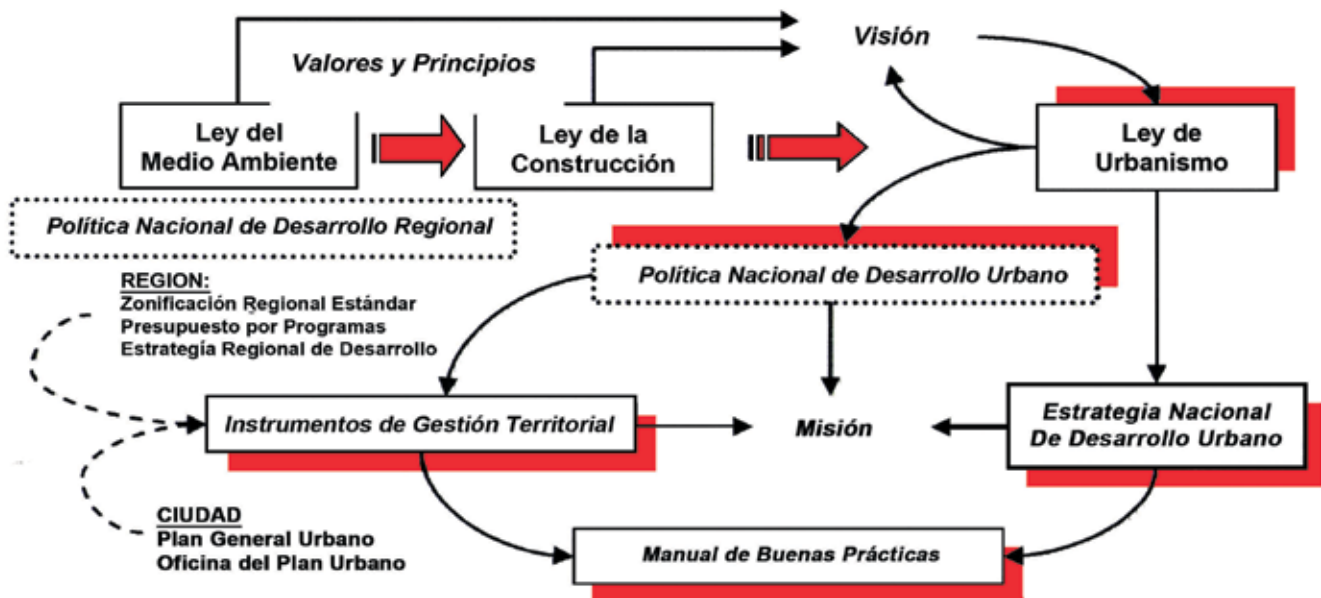 Visión
Valores y Principios
Ley del
Medio Ambiente
Ley de la
Construcción
Ley de
Urbanismo
Política Nacional de Desarrollo Regional
Política Nacional de Desarrollo Urbano
REGION:
Zonificación Regional Estándar
Presupuesto por Programas
Estrategía Regional de Desarrollo
Instrumentos de Gestión Territorial
Misión
Estrategia Nacional
De Desarrollo Urbano
CIUDAD
Plan General Urbano
Oficina del Plan Urbano
Manual de Buenas Prácticas